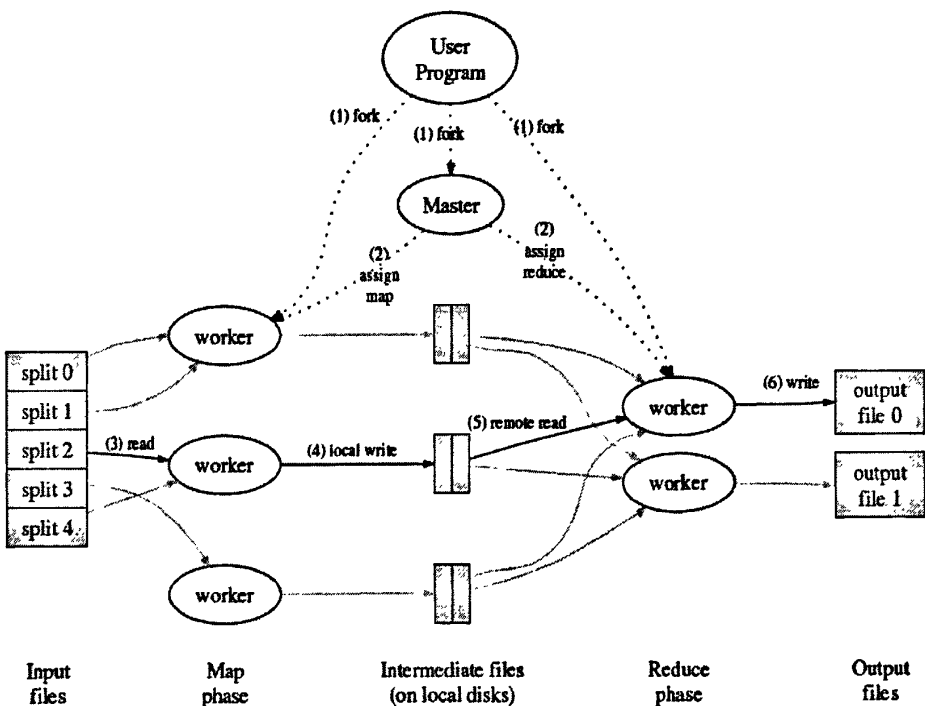 User
Program
(1) fork
(1) fork
(1) fork
Master
(2)
assign
map
(2)
assign
reduce
worker
split 0
split 1
split 2
split 3
split 4
(3) read
worker
(4) local write
(5) remote read
worker
(6) write
output
file 0
worker
output
file 1
worker
Input
files
Map
phase
Intermediate files
(on local disks)
Reduce
phase
Output
files